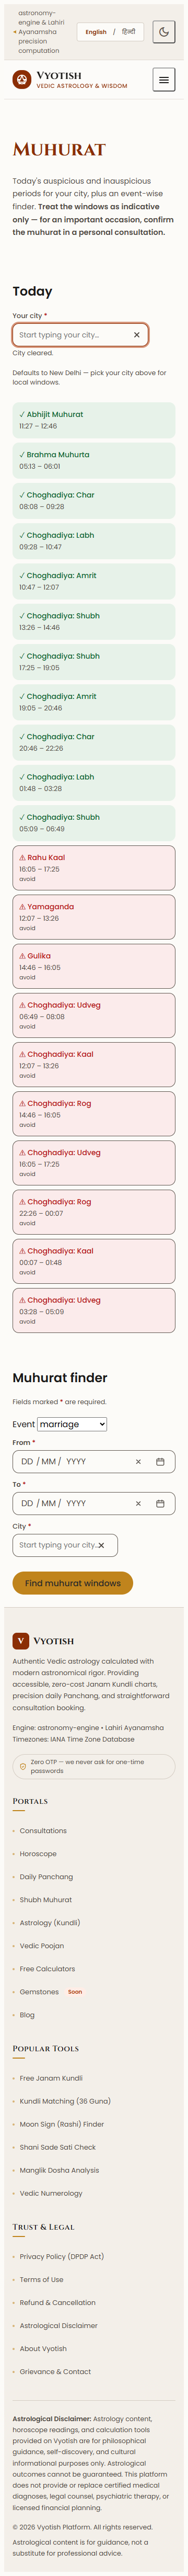 astronomy-
engine & Lahiri
Ayanamsha
precision
computation
English / हिन्दी
VYOTISH
VEDIC ASTROLOGY & WISDOM
MUHURAT
Today's auspicious and inauspicious
periods for your city, plus an event-wise
finder. Treat the windows as indicative
only — for an important occasion, confirm
the muhurat in a personal consultation.
Today
Your city *
Start typing your city...
City cleared.
Defaults to New Delhi — pick your city above for
local windows.
✓ Abhijit Muhurat
11:27 – 12:46
✓ Brahma Muhurta
05:13 – 06:01
✓ Choghadiya: Char
08:08 – 09:28
✓ Choghadiya: Labh
09:28 – 10:47
✓ Choghadiya: Amrit
10:47 – 12:07
✓ Choghadiya: Shubh
13:26 – 14:46
✓ Choghadiya: Shubh
17:25 – 19:05
✓ Choghadiya: Amrit
19:05 – 20:46
✓ Choghadiya: Char
20:46 – 22:26
✓ Choghadiya: Labh
01:48 – 03:28
✓ Choghadiya: Shubh
05:09 – 06:49
⚠ Rahu Kaal
16:05 – 17:25
avoid
⚠ Yamaganda
12:07 – 13:26
avoid
⚠ Gulika
14:46 – 16:05
avoid
⚠ Choghadiya: Udveg
06:49 – 08:08
avoid
⚠ Choghadiya: Kaal
12:07 – 13:26
avoid
⚠ Choghadiya: Rog
14:46 – 16:05
avoid
⚠ Choghadiya: Udveg
16:05 – 17:25
avoid
⚠ Choghadiya: Rog
22:26 – 00:07
avoid
⚠ Choghadiya: Kaal
00:07 – 01:48
avoid
⚠ Choghadiya: Udveg
03:28 – 05:09
avoid
Muhurat finder
Fields marked * are required.
Event marriage
From *
DD / MM / YYYY
To *
DD / MM / YYYY
City *
Start typing your city...
Find muhurat windows
V VYOTISH
Authentic Vedic astrology calculated with
modern astronomical rigor. Providing
accessible, zero-cost Janam Kundli charts,
precision daily Panchang, and straightforward
consultation booking.
Engine: astronomy-engine • Lahiri Ayanamsha
Timezones: IANA Time Zone Database
Zero OTP — we never ask for one-time
passwords
PORTALS
Consultations
Horoscope
Daily Panchang
Shubh Muhurat
Astrology (Kundli)
Vedic Poojan
Free Calculators
Gemstones Soon
Blog
POPULAR TOOLS
Free Janam Kundli
Kundli Matching (36 Guna)
Moon Sign (Rashi) Finder
Shani Sade Sati Check
Manglik Dosha Analysis
Vedic Numerology
TRUST & LEGAL
Privacy Policy (DPDP Act)
Terms of Use
Refund & Cancellation
Astrological Disclaimer
About Vyotish
Grievance & Contact
Astrological Disclaimer: Astrology content,
horoscope readings, and calculation tools
provided on Vyotish are for philosophical
guidance, self-discovery, and cultural
informational purposes only. Astrological
outcomes cannot be guaranteed. This platform
does not provide or replace certified medical
diagnoses, legal counsel, psychiatric therapy, or
licensed financial planning.
© 2026 Vyotish Platform. All rights reserved.
Astrological content is for guidance, not a
substitute for professional advice.